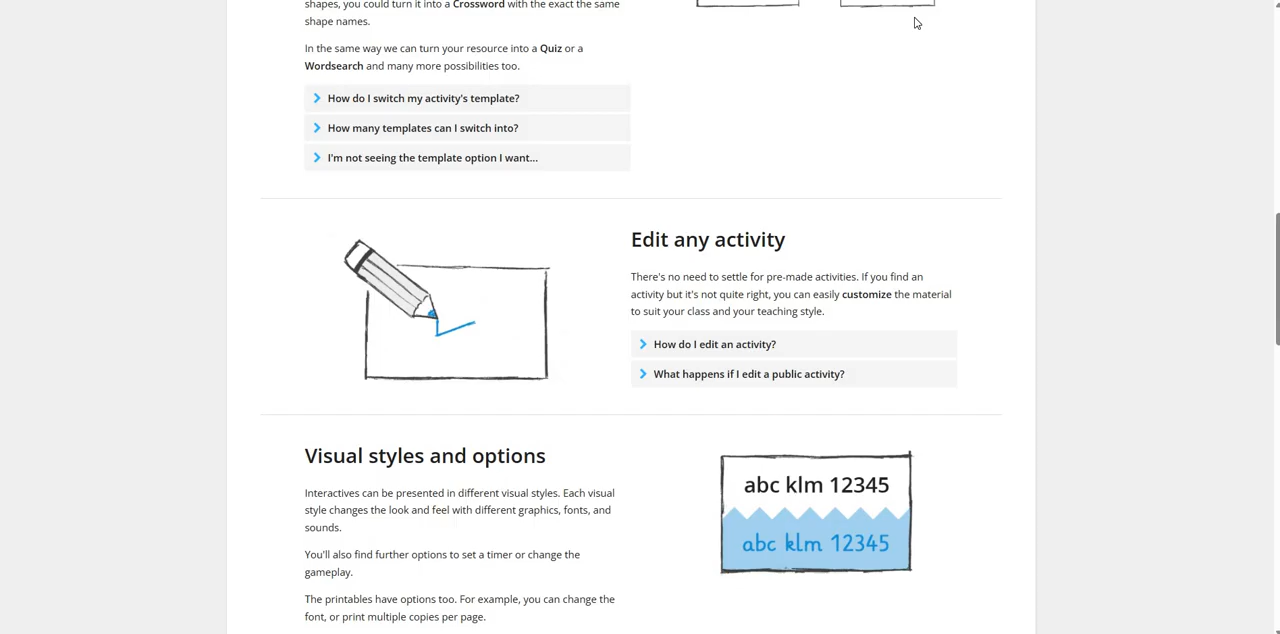 shapes, you could turn it into a Crossword with the exact the same
shape names.
In the same way we can turn your resource into a Quiz or a
Wordsearch and many more possibilities too.
How do I switch my activity's template?
How many templates can I switch into?
I'm not seeing the template option I want...
Edit any activity
There's no need to settle for pre-made activities. If you find an
activity but it's not quite right, you can easily customize the material
to suit your class and your teaching style.
How do I edit an activity?
What happens if I edit a public activity?
Visual styles and options
Interactives can be presented in different visual styles. Each visual
style changes the look and feel with different graphics, fonts, and
sounds.
You'll also find further options to set a timer or change the
gameplay.
The printables have options too. For example, you can change the
font, or print multiple copies per page.
abc klm 12345
abc klm 12345